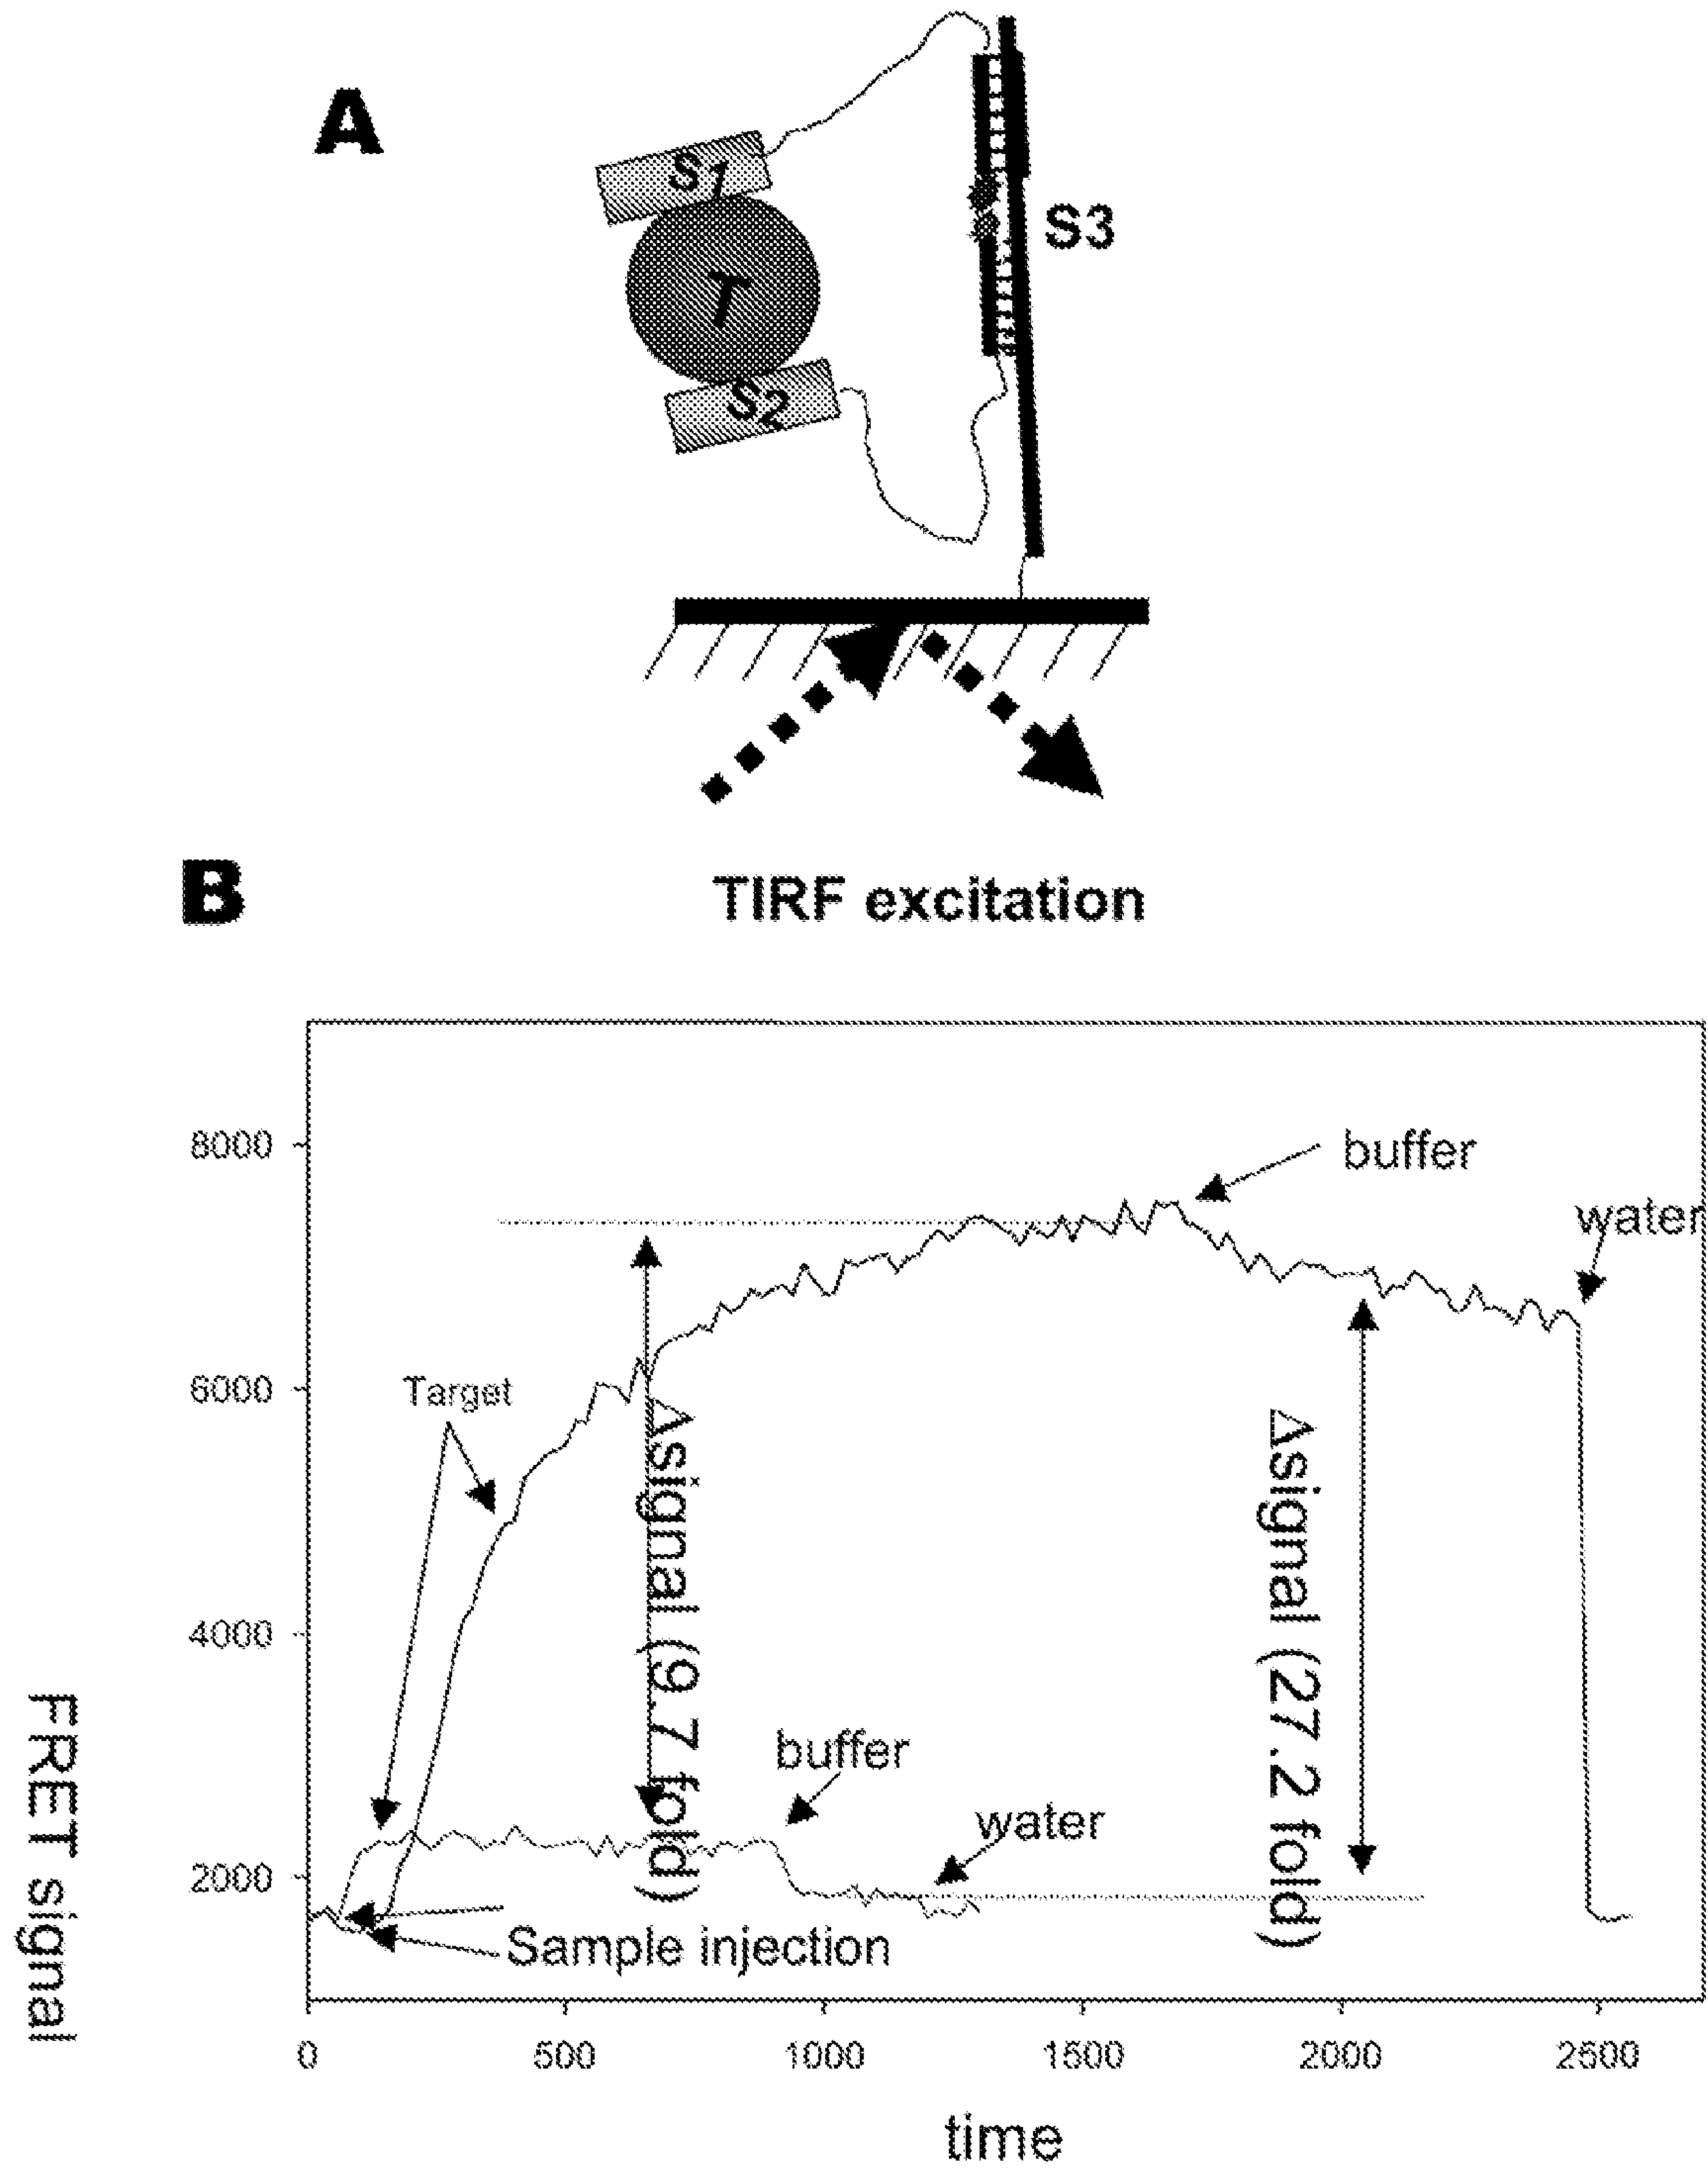 A
S1
T
S3
S2
TIRF excitation
B
8000
buffer
water
6000
Target
Δsignal (9.7 fold)
Δsignal (27.2 fold)
4000
buffer
water
2000
Sample injection
FRET signal
0
500
1000
1500
2000
2500
time